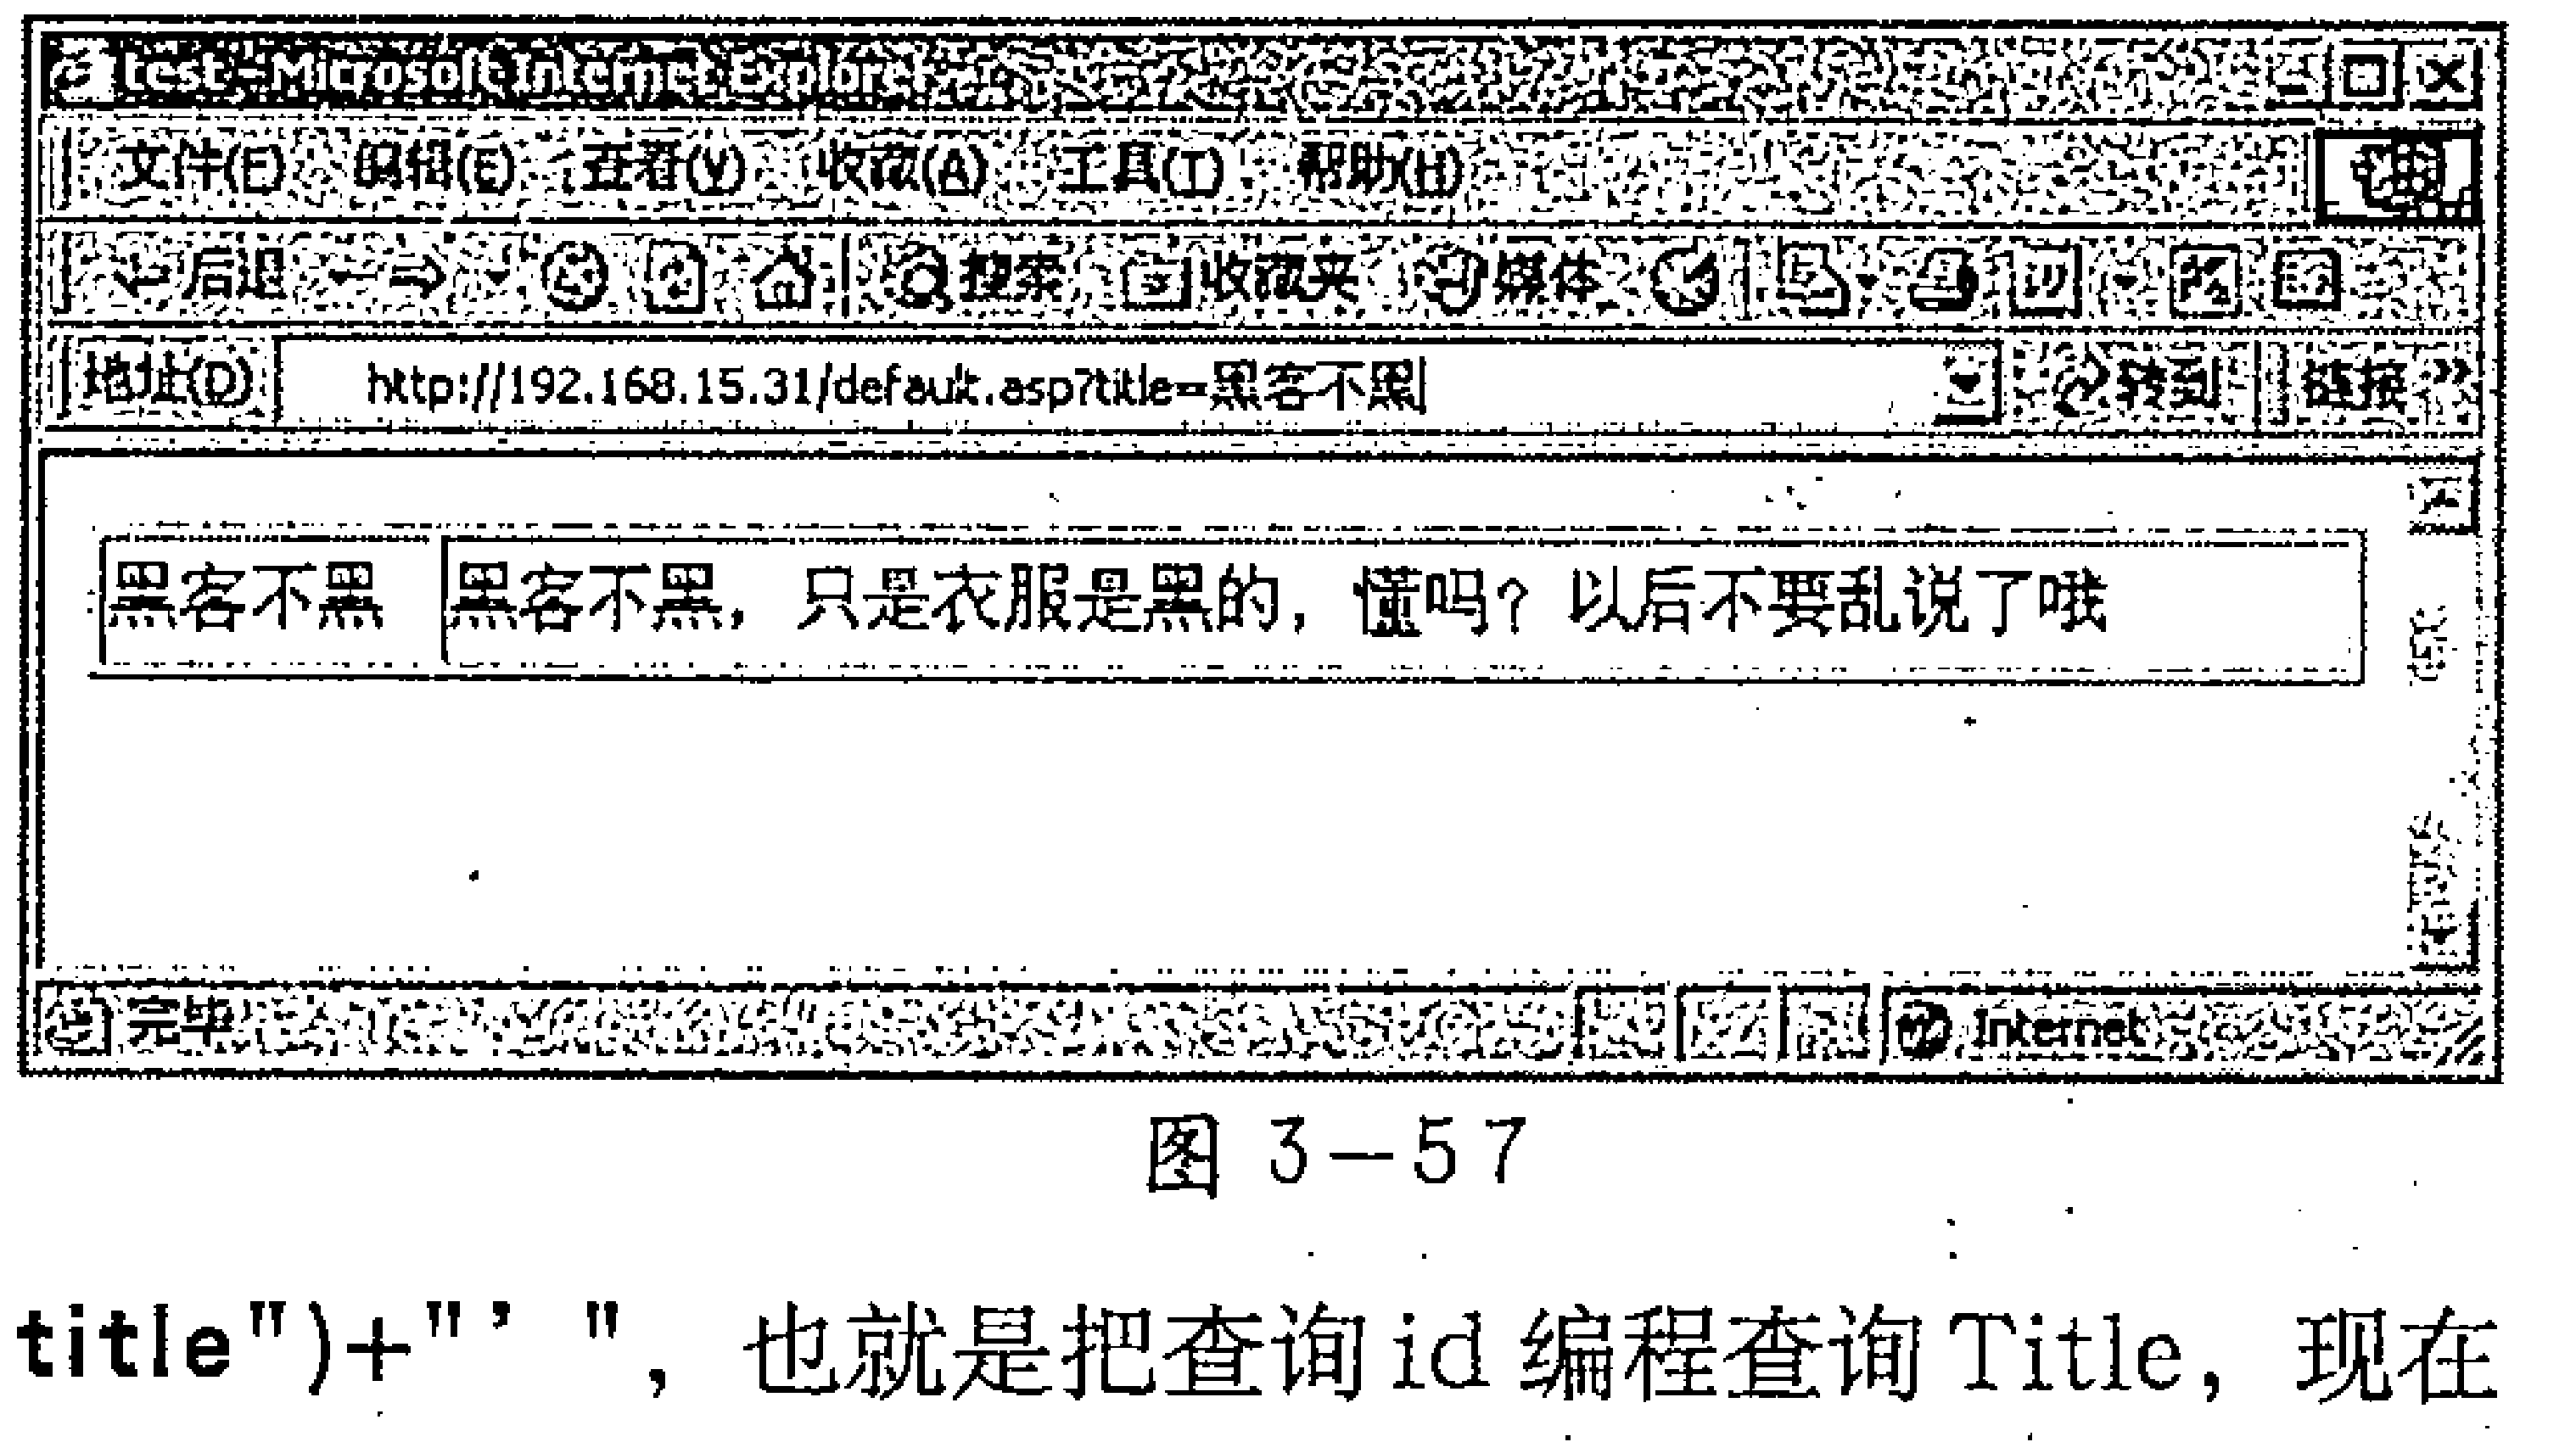 test - Microsoft Internet Explorer
文件(F) 编辑(E) 查看(V) 收藏(A) 工具(T) 帮助(H)
后退 搜索 收藏夹 媒体
地址(D) http://192.168.15.31/default.asp?title=黑客不黑 转到 链接 »
黑客不黑 黑客不黑，只是衣服是黑的，懂吗？以后不要乱说了哦
完毕 Internet
图 3-57
title")+"’ "，也就是把查询 id 编程查询 Title，现在